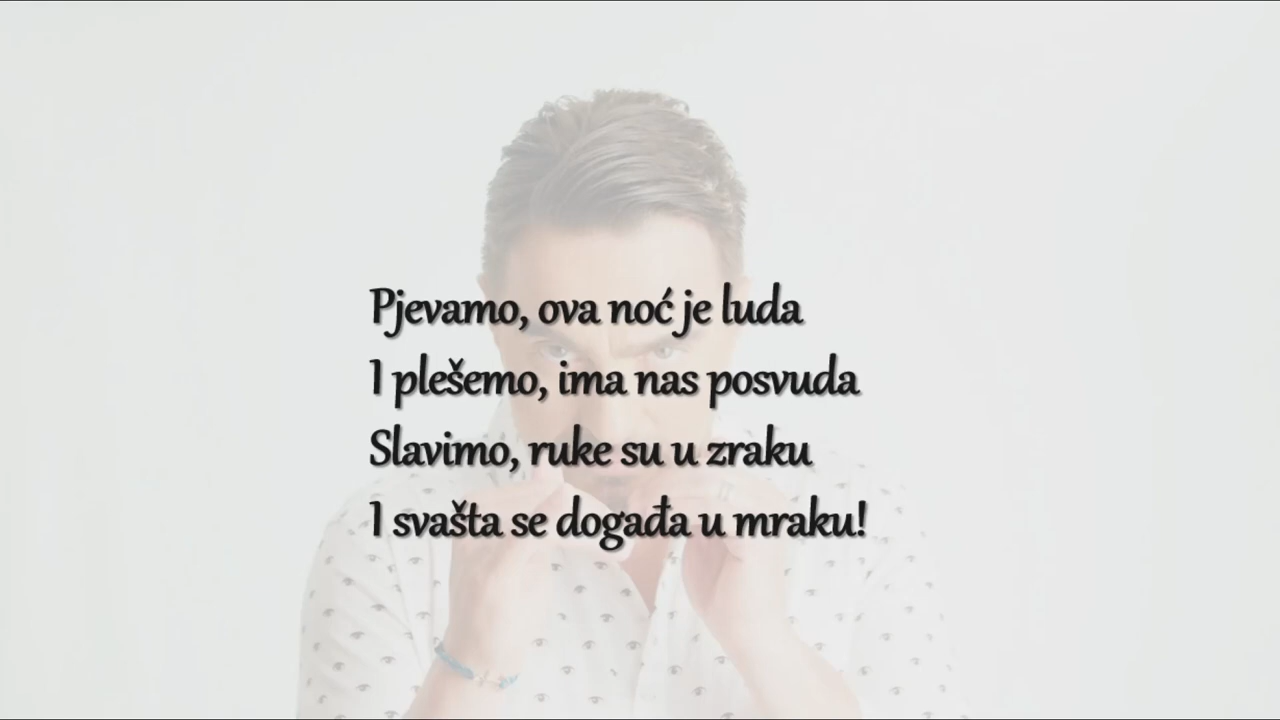 Pjevamo, ova noć je luda
I plešemo, ima nas posvuda
Slavimo, ruke su u zraku
I svašta se događa u mraku!